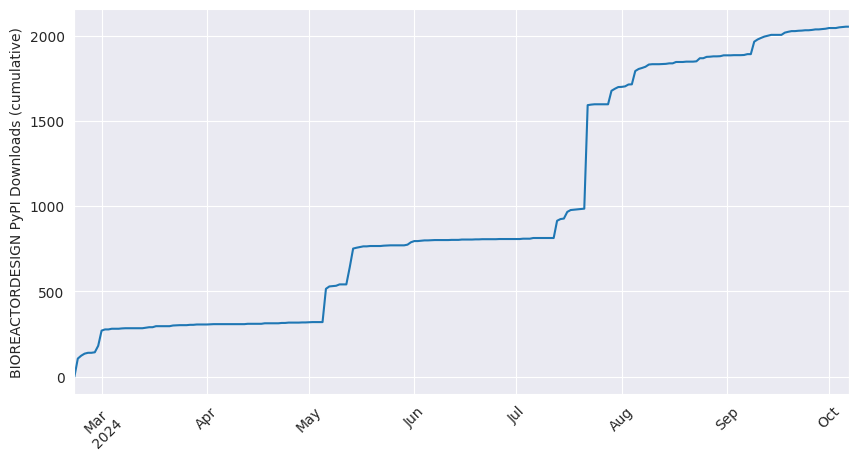 BIOREACTORDESIGN PyPI Downloads (cumulative)
2000
1500
1000
500
0
Mar
2024
Apr
May
Jun
Jul
Aug
Sep
Oct